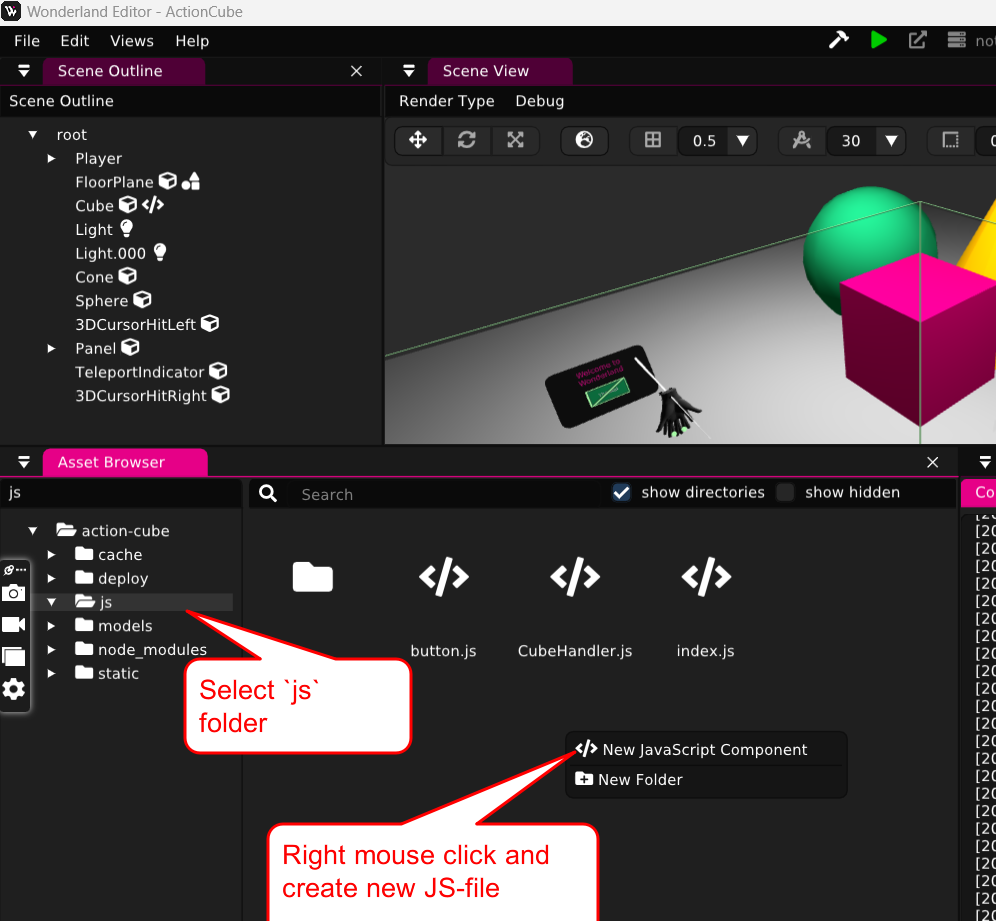 Wonderland Editor - ActionCube
File Edit Views Help
Scene Outline
Scene View
Scene Outline
Render Type Debug
root
Player
FloorPlane
Cube
Light
Light.000
Cone
Sphere
3DCursorHitLeft
Panel
TeleportIndicator
3DCursorHitRight
0.5
30
Welcome to
Wonderland
Asset Browser
js
Search
show directories
show hidden
action-cube
cache
deploy
js
models
node_modules
static
button.js
CubeHandler.js
index.js
Select `js`
folder
New JavaScript Component
New Folder
Right mouse click and
create new JS-file